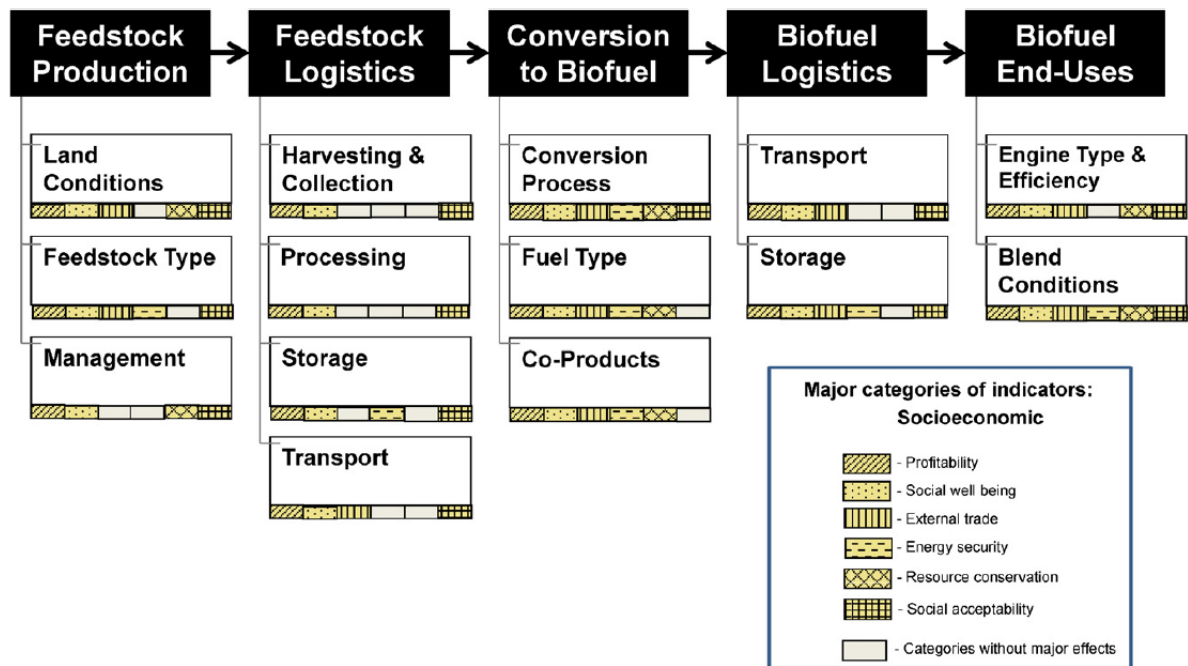 Feedstock
Production
Feedstock
Logistics
Conversion
to Biofuel
Biofuel
Logistics
Biofuel
End-Uses
Land
Conditions
Feedstock Type
Management
Harvesting &
Collection
Processing
Storage
Transport
Conversion
Process
Fuel Type
Co-Products
Transport
Storage
Engine Type &
Efficiency
Blend
Conditions
Major categories of indicators:
Socioeconomic
- Profitability
- Social well being
- External trade
- Energy security
- Resource conservation
- Social acceptability
- Categories without major effects